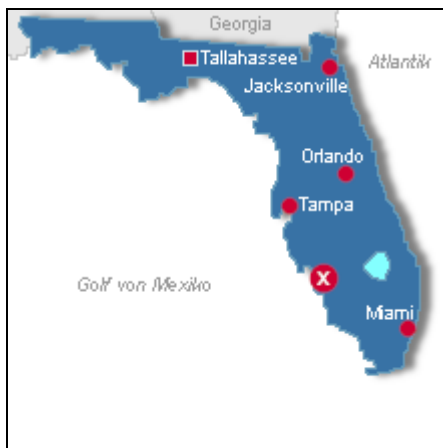 Georgia
Tallahassee
Atlantik
Jacksonville
Orlando
Tampa
X
Golf von Mexiko
Miami